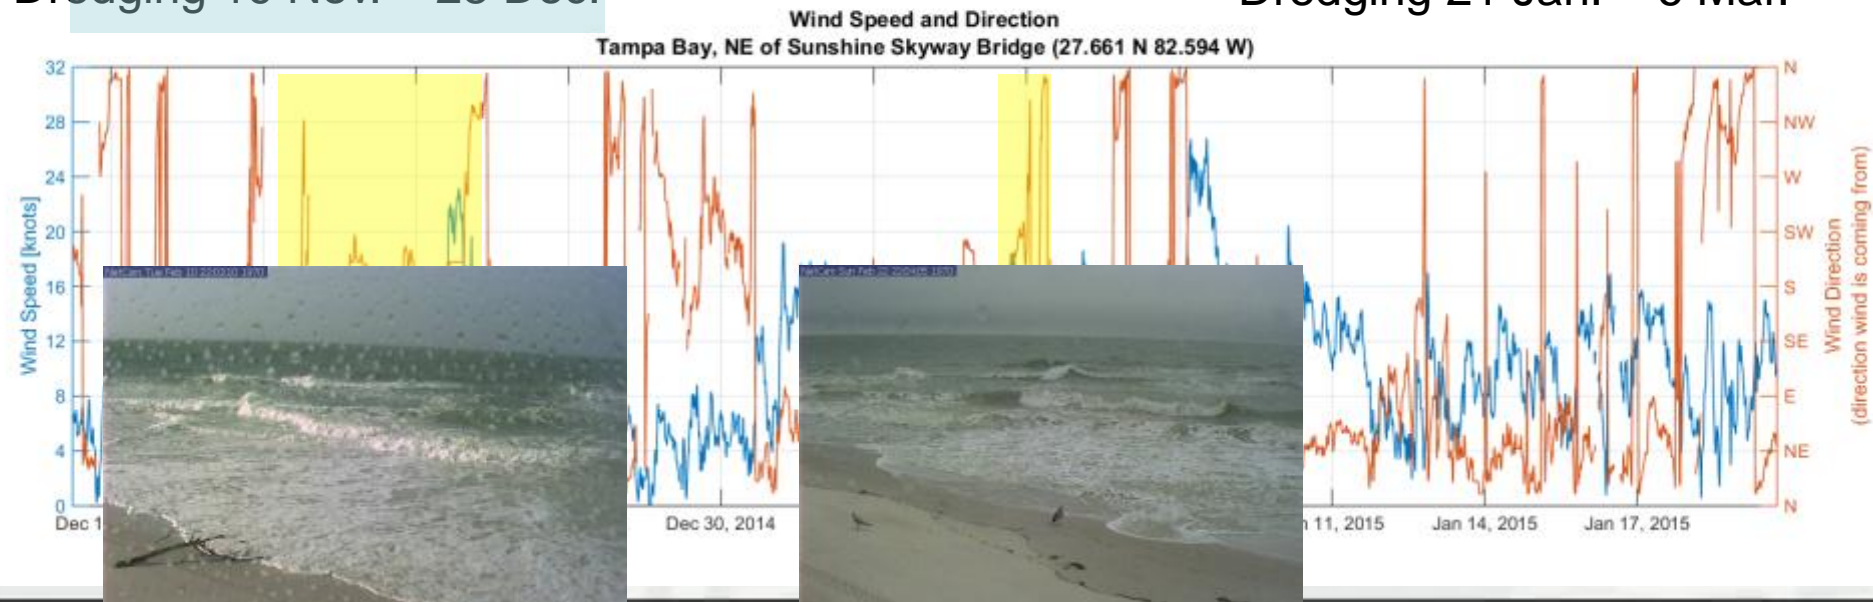 Wind Speed and Direction
Tampa Bay, NE of Sunshine Skyway Bridge (27.661 N 82.594 W)
32
28
24
20
16
12
8
4
0
Wind Speed [knots]
N
NW
W
SW
S
SE
E
NE
N
Wind Direction
(direction wind is coming from)
Dec 1
Dec 30, 2014
n 11, 2015
Jan 14, 2015
Jan 17, 2015